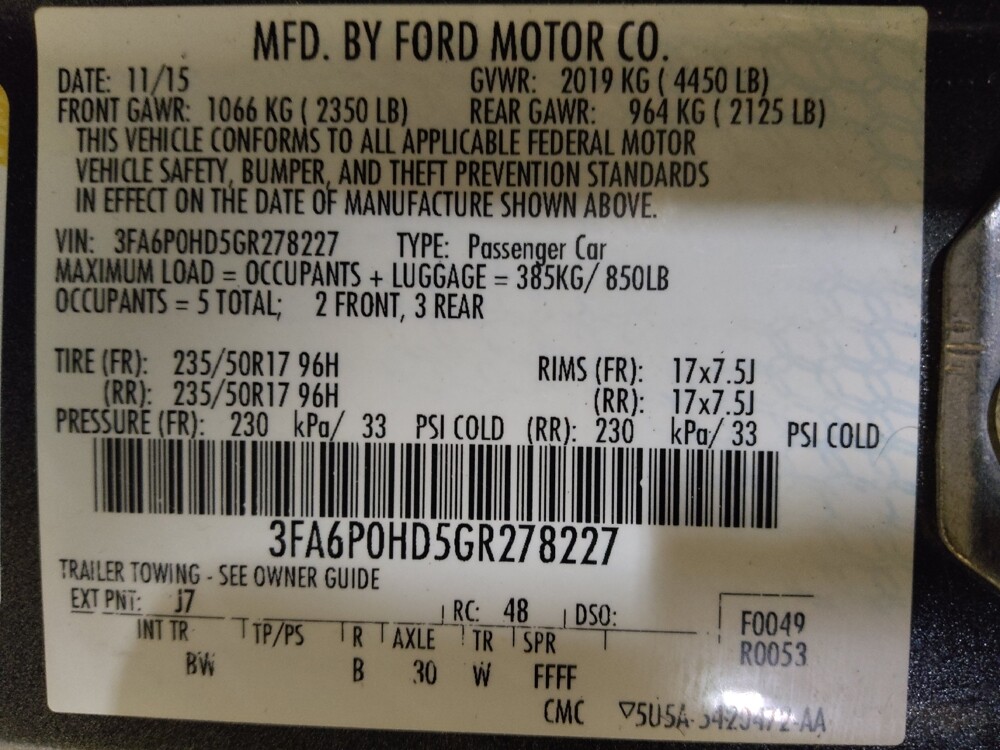 MFD. BY FORD MOTOR CO.
DATE: 11/15 GVWR: 2019 KG ( 4450 LB)
FRONT GAWR: 1066 KG ( 2350 LB) REAR GAWR: 964 KG ( 2125 LB)
THIS VEHICLE CONFORMS TO ALL APPLICABLE FEDERAL MOTOR
VEHICLE SAFETY, BUMPER, AND THEFT PREVENTION STANDARDS
IN EFFECT ON THE DATE OF MANUFACTURE SHOWN ABOVE.
VIN: 3FA6P0HD5GR278227 TYPE: Passenger Car
MAXIMUM LOAD = OCCUPANTS + LUGGAGE = 385KG/ 850LB
OCCUPANTS = 5 TOTAL; 2 FRONT, 3 REAR
TIRE (FR): 235/50R17 96H RIMS (FR): 17x7.5J
(RR): 235/50R17 96H (RR): 17x7.5J
PRESSURE (FR): 230 kPa/ 33 PSI COLD (RR): 230 kPa/ 33 PSI COLD
3FA6P0HD5GR278227
TRAILER TOWING - SEE OWNER GUIDE
EXT PNT: J7 RC: 48 DSO: F0049
INT TR TP/PS R AXLE TR SPR R0053
BW B 30 W FFFF
CMC